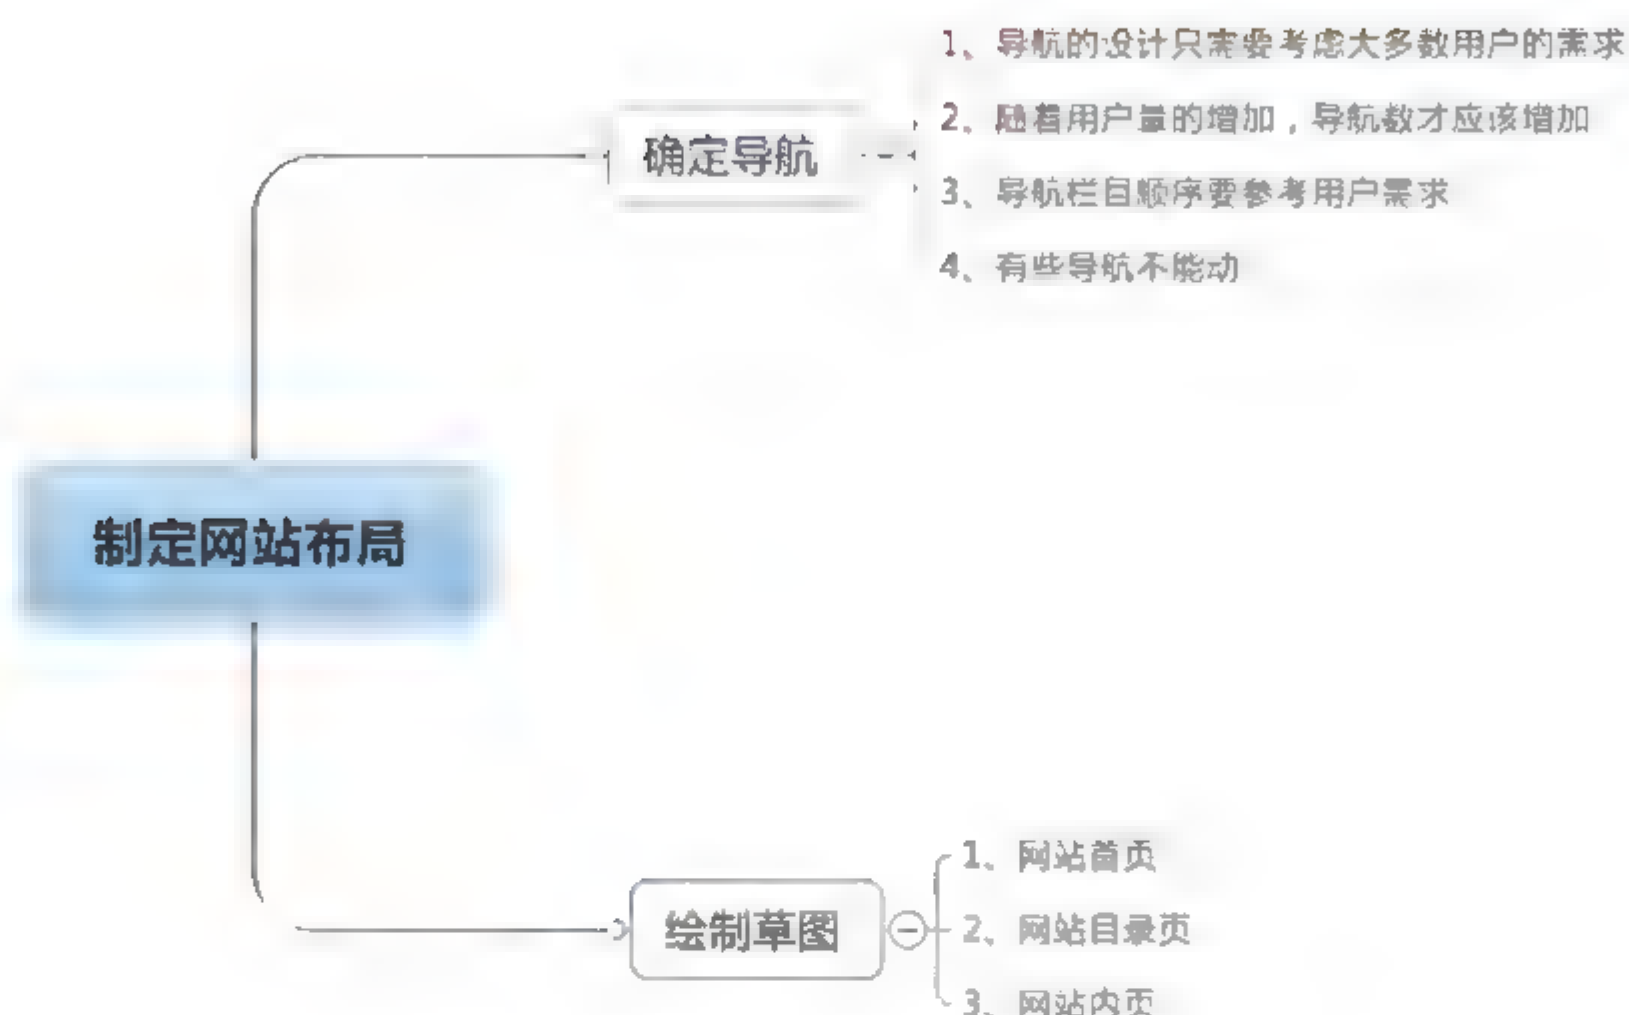 1、导航的设计只需要考虑大多数用户的需求
2、随着用户量的增加，导航数才应该增加
确定导航
3、导航栏目顺序要参考用户需求
4、有些导航不能动
制定网站布局
1、网站首页
绘制草图
2、网站目录页
3、网站内页